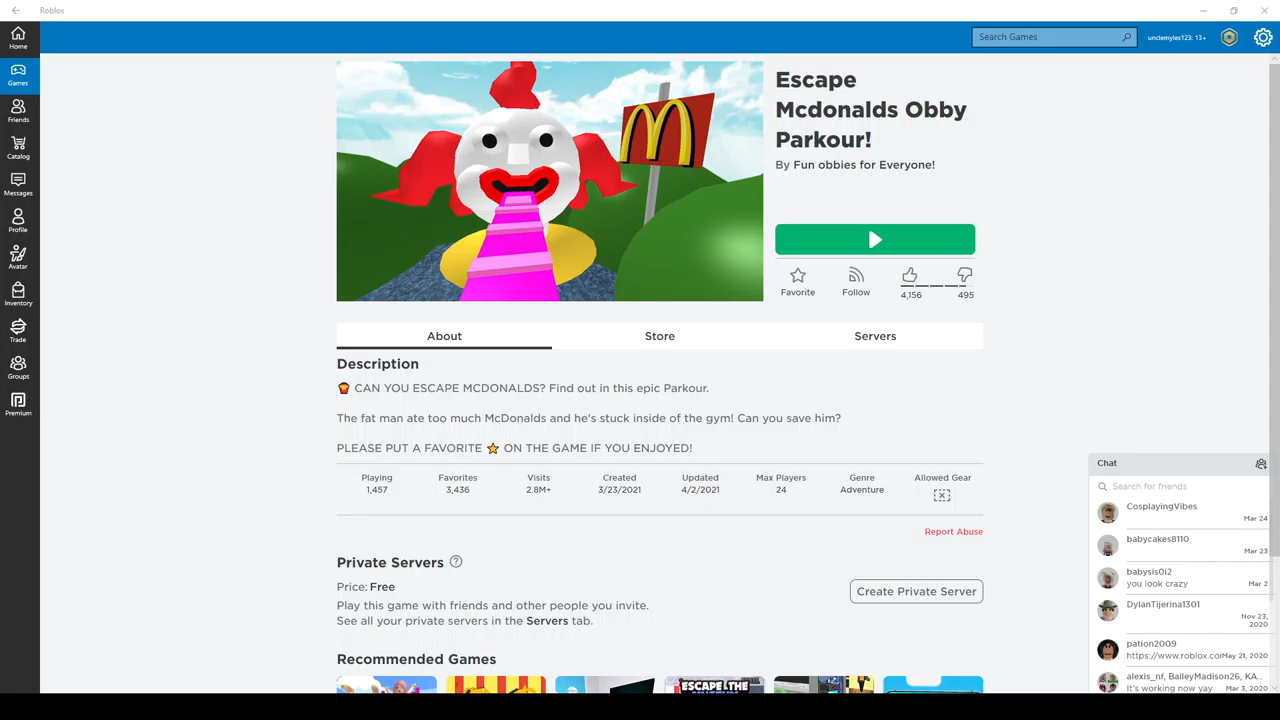 Roblox
Home
Games
Friends
Catalog
Messages
Profile
Avatar
Inventory
Trade
Groups
Premium
Search Games
unclemyles123: 13+
Escape
Mcdonalds Obby
Parkour!
By Fun obbies for Everyone!
Favorite
Follow
4,156
495
About
Store
Servers
Description
CAN YOU ESCAPE MCDONALDS? Find out in this epic Parkour.
The fat man ate too much McDonalds and he's stuck inside of the gym! Can you save him?
PLEASE PUT A FAVORITE ⭐ ON THE GAME IF YOU ENJOYED!
Playing Favorites Visits Created Updated Max Players Genre Allowed Gear
1,457 3,436 2.8M+ 3/23/2021 4/2/2021 24 Adventure
Report Abuse
Private Servers
Price: Free
Create Private Server
Play this game with friends and other people you invite.
See all your private servers in the Servers tab.
Recommended Games
ESCAPE THE
Chat
Search for friends
CosplayingVibes
Mar 24
babycakes8110
Mar 23
babysis0i2
you look crazy Mar 2
DylanTijerina1301
Nov 23,
2020
pation2009
https://www.roblox.co May 21, 2020
alexis_nf, BaileyMadison26, KA...
It's working now yay Mar 3, 2020